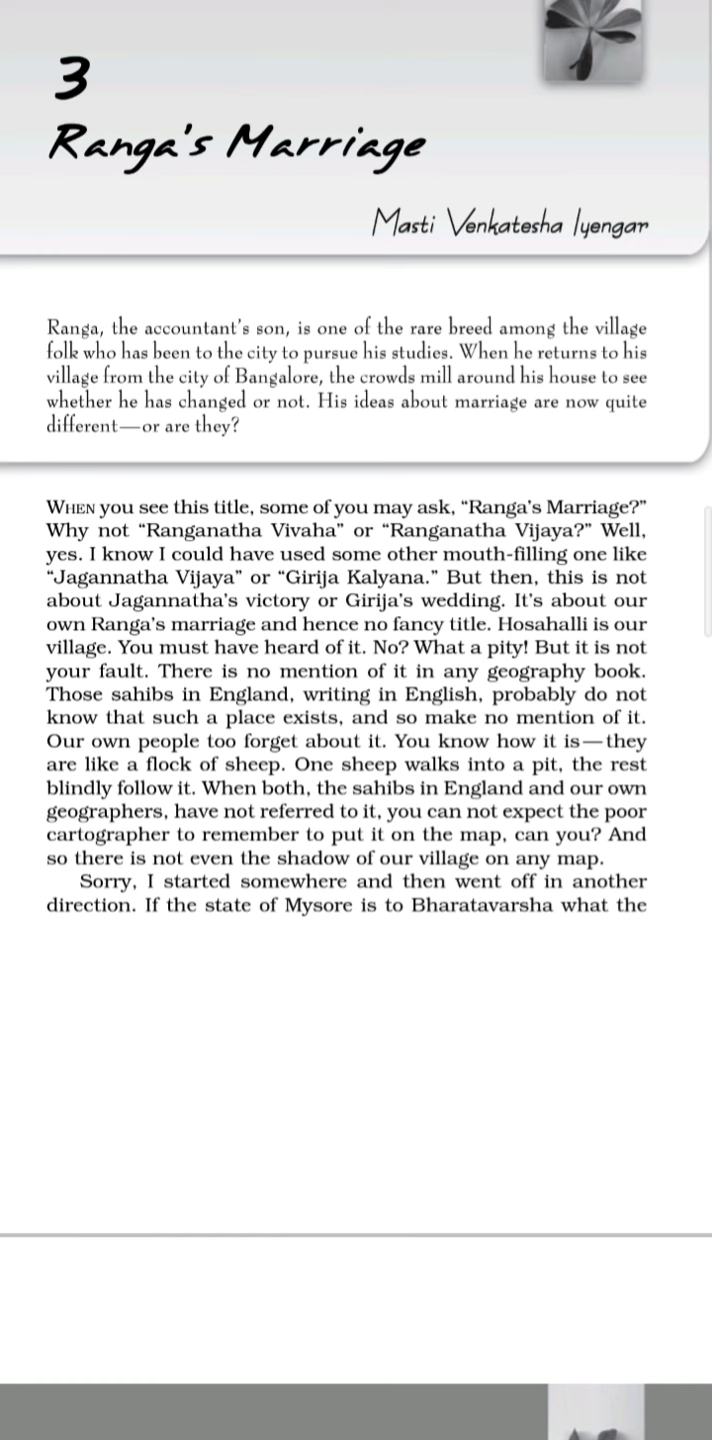 3
Ranga's Marriage
Masti Venkatesha Iyengar
Ranga, the accountant's son, is one of the rare breed among the village
folk who has been to the city to pursue his studies. When he returns to his
village from the city of Bangalore, the crowds mill around his house to see
whether he has changed or not. His ideas about marriage are now quite
different—or are they?
WHEN you see this title, some of you may ask, “Ranga's Marriage?”
Why not “Ranganatha Vivaha” or “Ranganatha Vijaya?” Well,
yes. I know I could have used some other mouth-filling one like
“Jagannatha Vijaya” or “Girija Kalyana.” But then, this is not
about Jagannatha's victory or Girija's wedding. It's about our
own Ranga's marriage and hence no fancy title. Hosahalli is our
village. You must have heard of it. No? What a pity! But it is not
your fault. There is no mention of it in any geography book.
Those sahibs in England, writing in English, probably do not
know that such a place exists, and so make no mention of it.
Our own people too forget about it. You know how it is—they
are like a flock of sheep. One sheep walks into a pit, the rest
blindly follow it. When both, the sahibs in England and our own
geographers, have not referred to it, you can not expect the poor
cartographer to remember to put it on the map, can you? And
so there is not even the shadow of our village on any map.
Sorry, I started somewhere and then went off in another
direction. If the state of Mysore is to Bharatavarsha what the